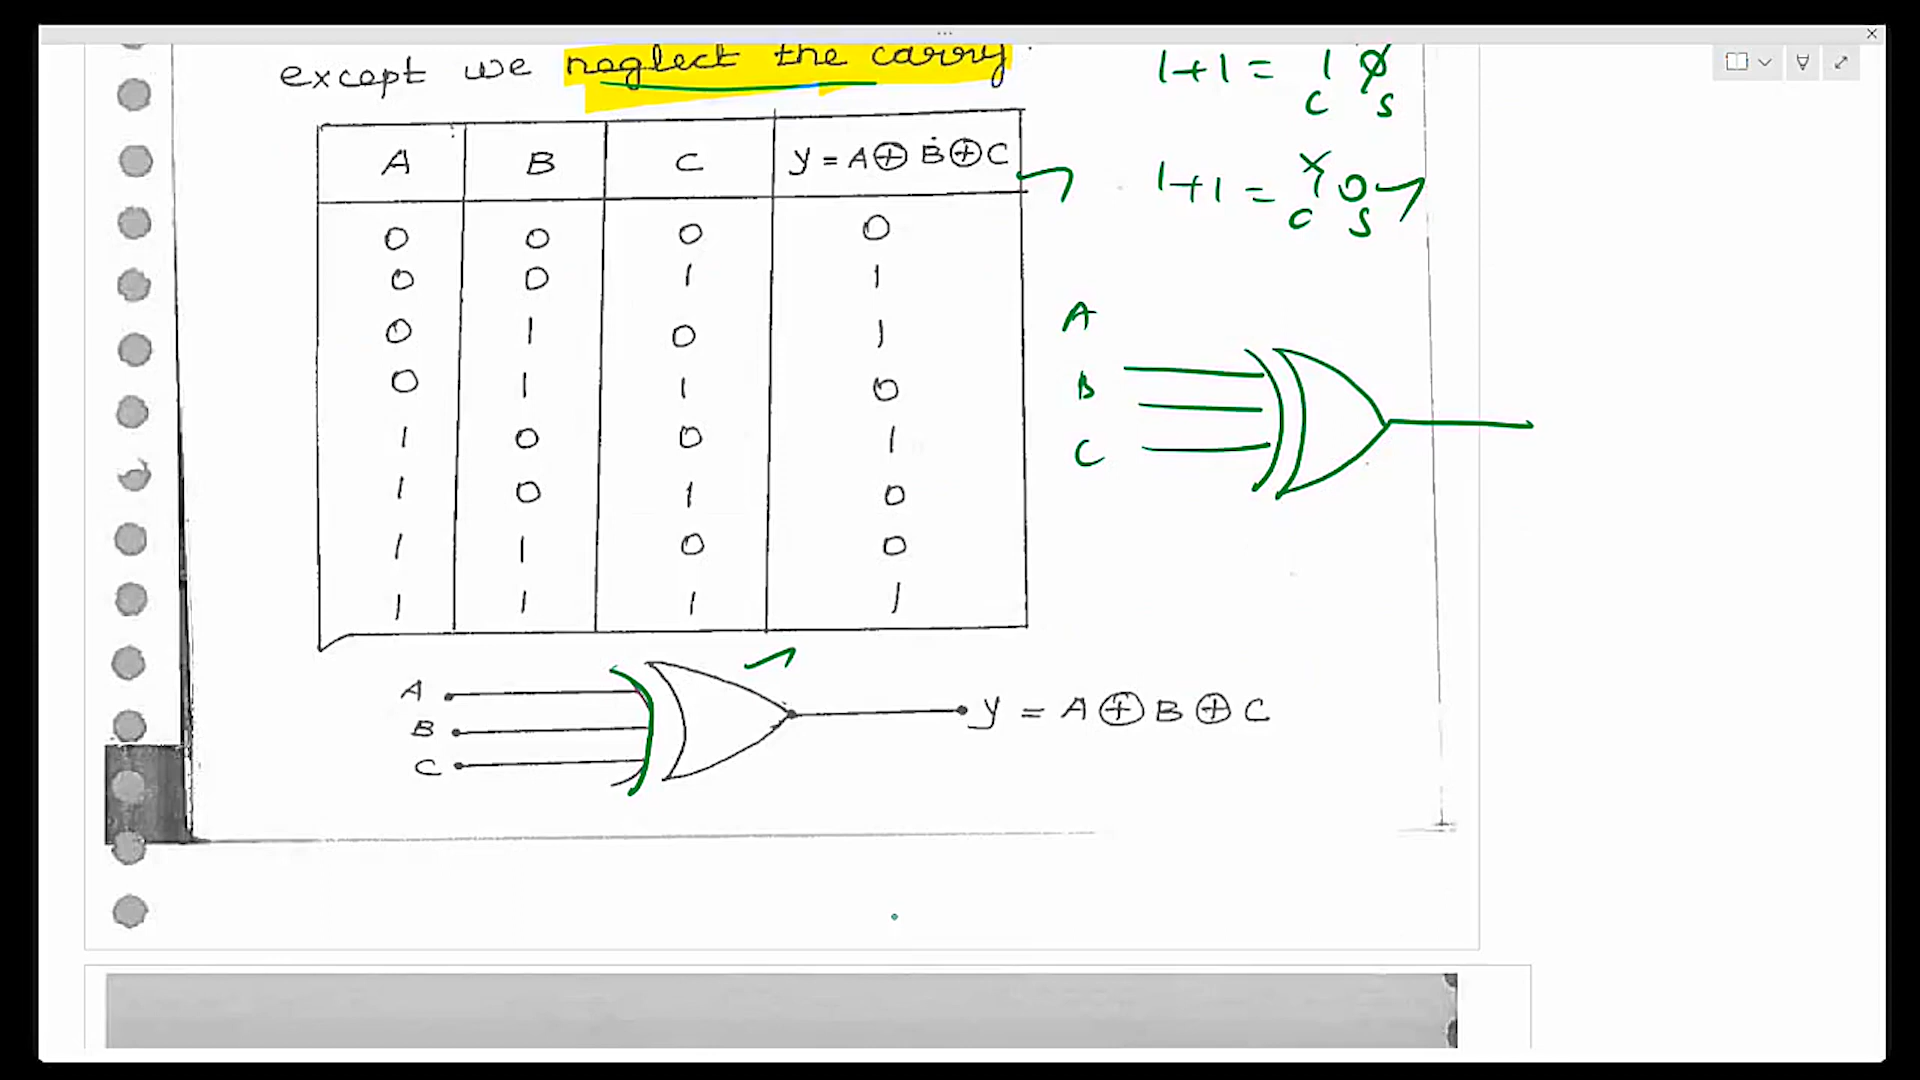 except we neglect the carry
1+1 = 1 0
C S
A B C y = A⊕B⊕C
1+1 = 1 0
C S
0 0 0 0
0 0 1 1
0 1 0 1
0 1 1 0
1 0 0 1
1 0 1 0
1 1 0 0
1 1 1 1
A
B
C
A
B
C
y = A⊕B⊕C